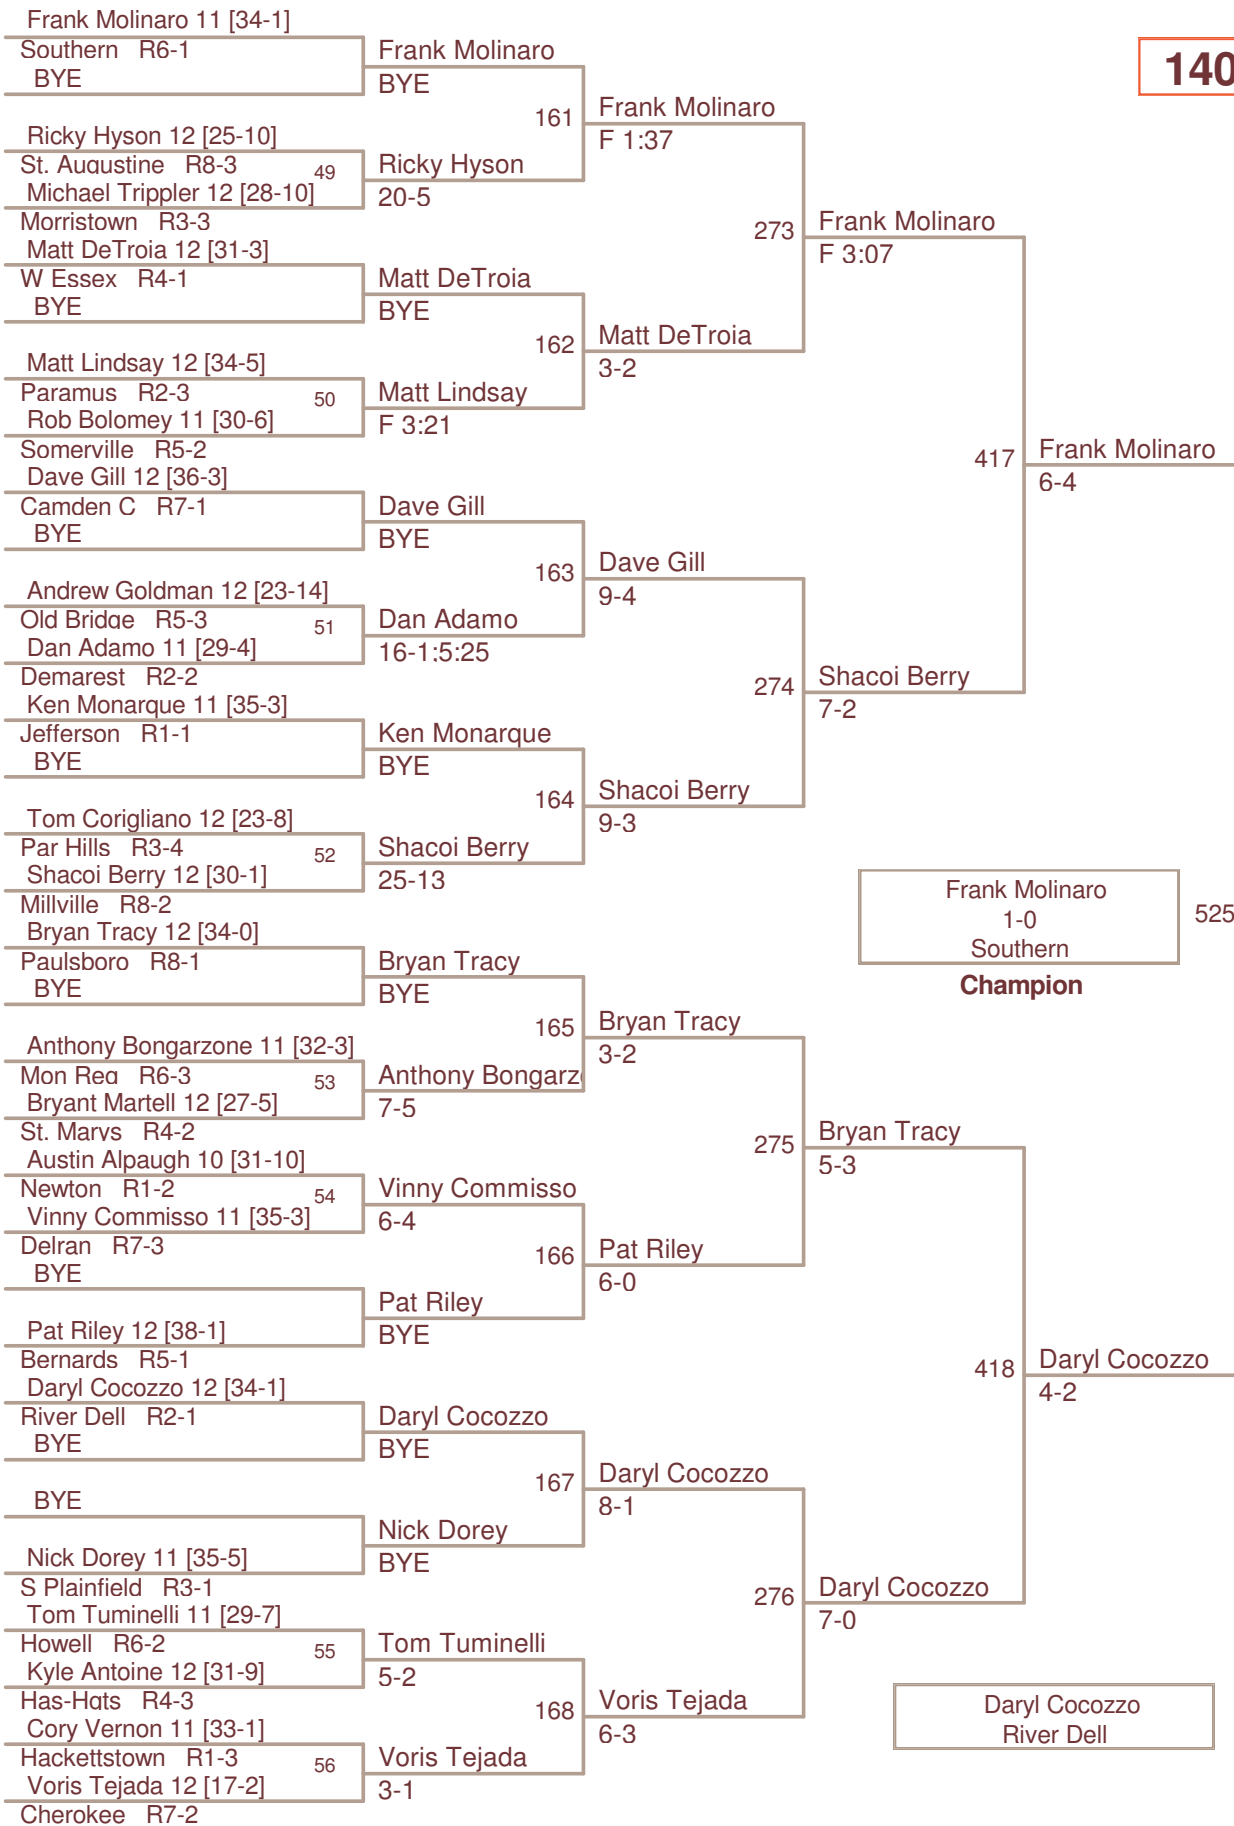 Frank Molinaro 11 [34-1]
Southern R6-1
BYE
Ricky Hyson 12 [25-10]
St. Augustine R8-3
49
Michael Trippler 12 [28-10]
Morristown R3-3
Matt DeTroia 12 [31-3]
W Essex R4-1
BYE
Matt Lindsay 12 [34-5]
Paramus R2-3
50
Rob Bolomey 11 [30-6]
Somerville R5-2
Dave Gill 12 [36-3]
Camden C R7-1
BYE
Andrew Goldman 12 [23-14]
Old Bridge R5-3
51
Dan Adamo 11 [29-4]
Demarest R2-2
Ken Monarque 11 [35-3]
Jefferson R1-1
BYE
Tom Corigliano 12 [23-8]
Par Hills R3-4
52
Shacoi Berry 12 [30-1]
Millville R8-2
Bryan Tracy 12 [34-0]
Paulsboro R8-1
BYE
Anthony Bongarzone 11 [32-3]
Mon Reg R6-3
53
Bryant Martell 12 [27-5]
St. Marys R4-2
Austin Alpaugh 10 [31-10]
Newton R1-2
54
Vinny Commisso 11 [35-3]
Delran R7-3
BYE
Pat Riley 12 [38-1]
Bernards R5-1
Daryl Cocozzo 12 [34-1]
River Dell R2-1
BYE
BYE
Nick Dorey 11 [35-5]
S Plainfield R3-1
Tom Tuminelli 11 [29-7]
Howell R6-2
55
Kyle Antoine 12 [31-9]
Has-Hgts R4-3
Cory Vernon 11 [33-1]
Hackettstown R1-3
56
Voris Tejada 12 [17-2]
Cherokee R7-2
Frank Molinaro
BYE
161
Ricky Hyson
20-5
Matt DeTroia
BYE
162
Matt Lindsay
F 3:21
Dave Gill
BYE
163
Dan Adamo
16-1;5:25
Ken Monarque
BYE
164
Shacoi Berry
25-13
Bryan Tracy
BYE
165
Anthony Bongarz
7-5
Vinny Commisso
6-4
166
Pat Riley
BYE
Daryl Cocozzo
BYE
167
Nick Dorey
BYE
Tom Tuminelli
5-2
168
Voris Tejada
3-1
Frank Molinaro
F 1:37
273
Matt DeTroia
3-2
Dave Gill
9-4
274
Shacoi Berry
9-3
Bryan Tracy
3-2
275
Pat Riley
6-0
Daryl Cocozzo
8-1
276
Voris Tejada
6-3
Frank Molinaro
F 3:07
417
Shacoi Berry
7-2
Bryan Tracy
5-3
418
Daryl Cocozzo
7-0
140
Frank Molinaro
6-4
Frank Molinaro
1-0
Southern
525
Champion
Daryl Cocozzo
4-2
Daryl Cocozzo
River Dell